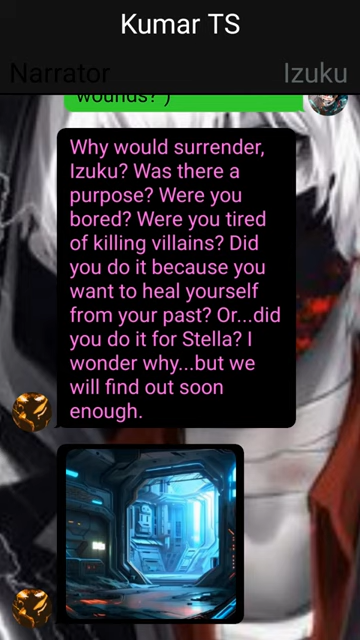 Kumar TS
Narrator
Izuku
wounds? )
Why would surrender,
Izuku? Was there a
purpose? Were you
bored? Were you tired
of killing villains? Did
you do it because you
want to heal yourself
from your past? Or...did
you do it for Stella? I
wonder why...but we
will find out soon
enough.